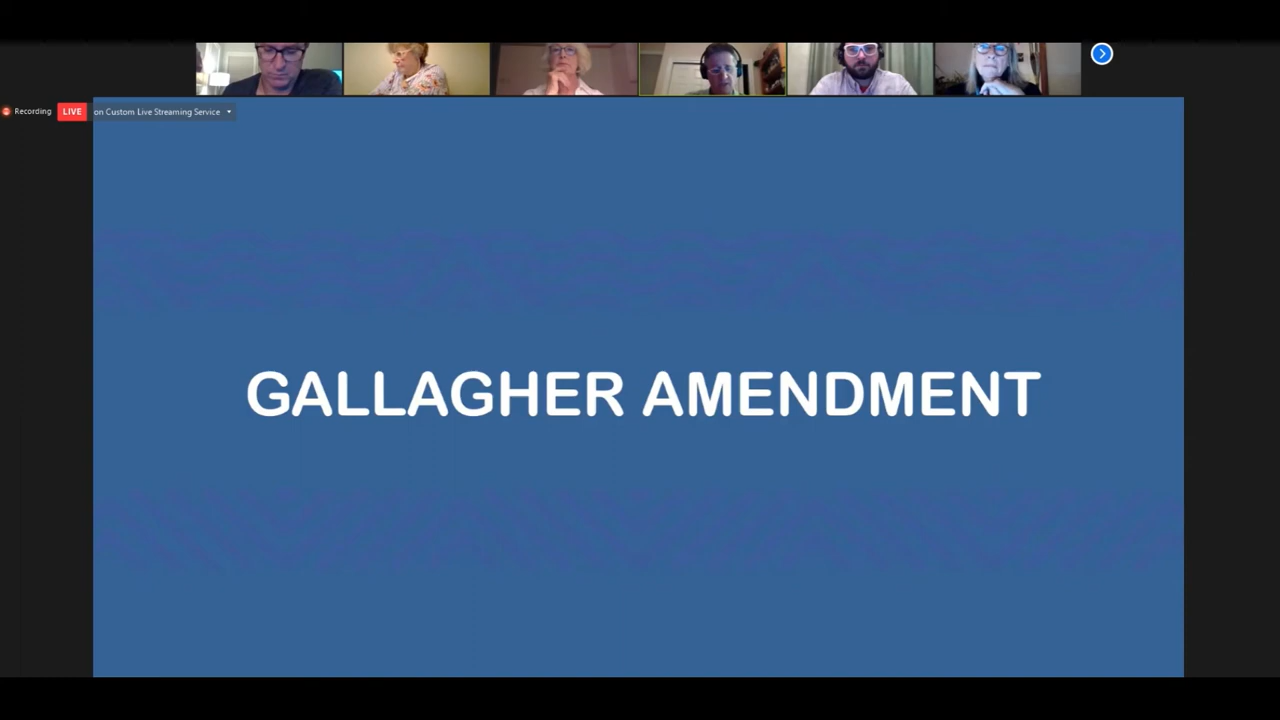 Recording
LIVE
on Custom Live Streaming Service
GALLAGHER AMENDMENT